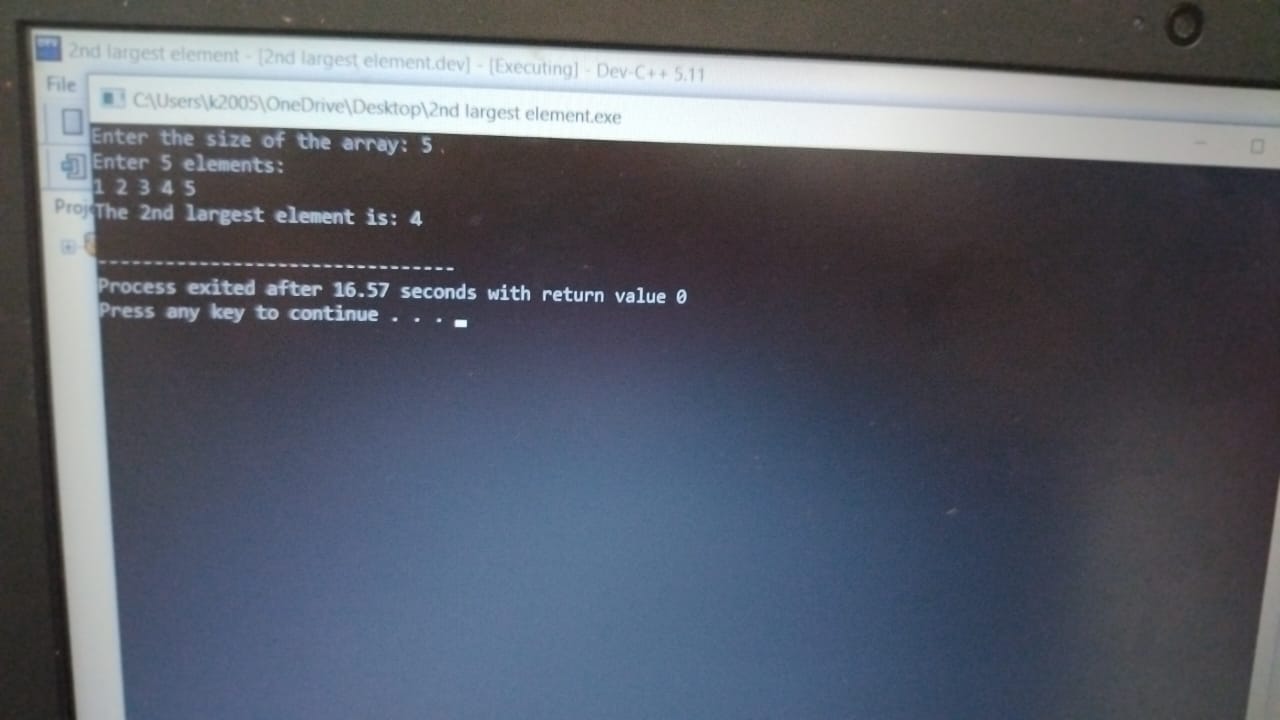 2nd largest element - [2nd largest element.dev] - [Executing] - Dev-C++ 5.11
File
C:\Users\k2005\OneDrive\Desktop\2nd largest element.exe
Enter the size of the array: 5
Enter 5 elements:
1 2 3 4 5
Proj
The 2nd largest element is: 4
--------------------------------
Process exited after 16.57 seconds with return value 0
Press any key to continue . . .